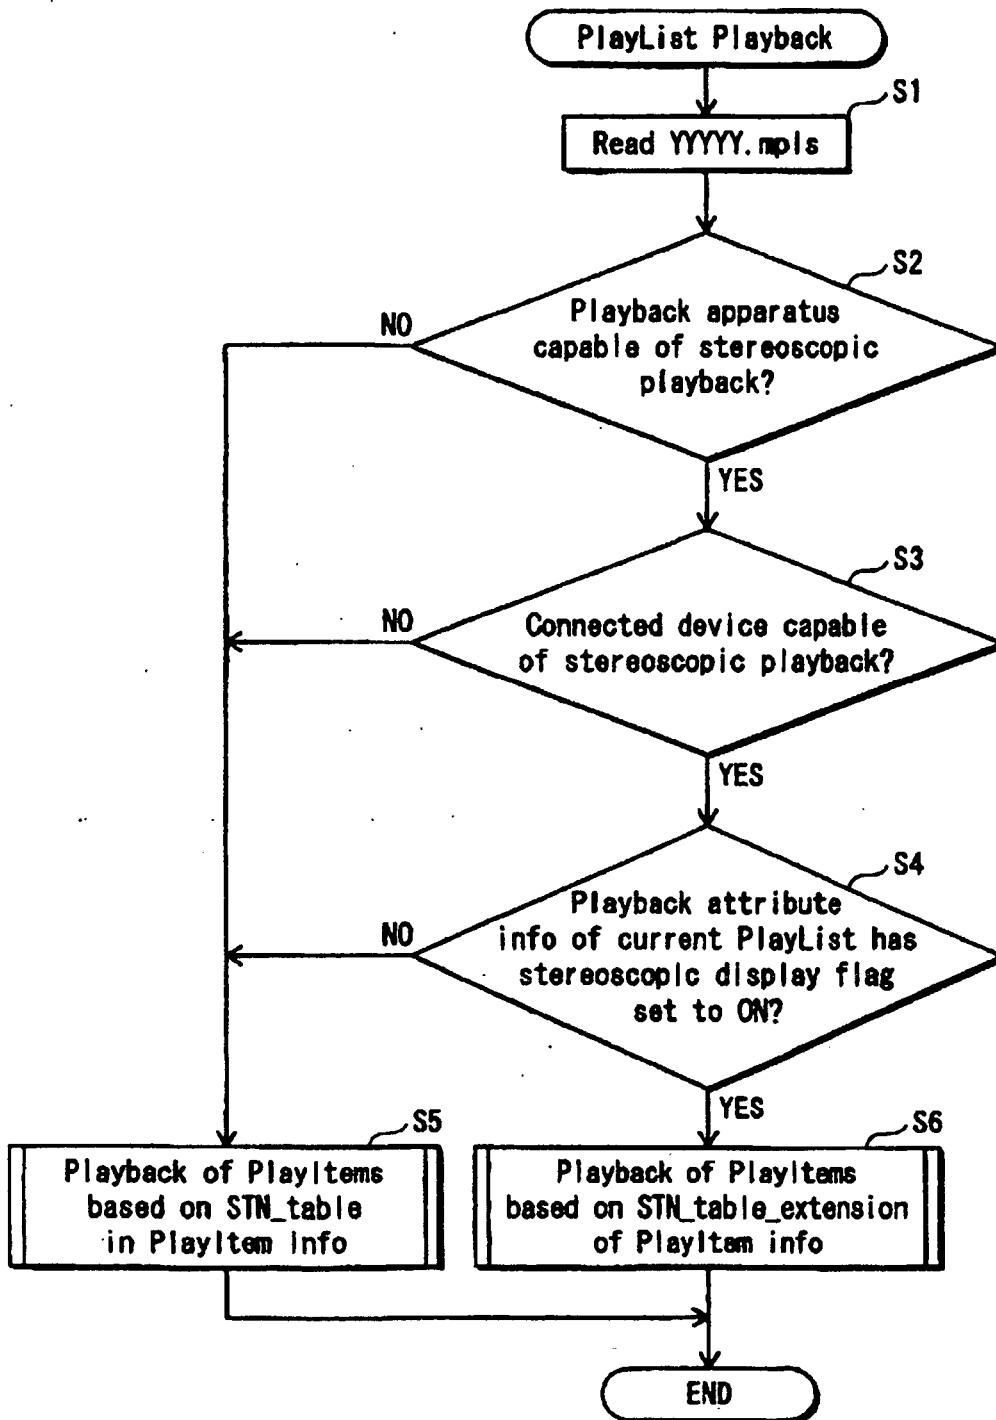 PlayList Playback
S1
Read YYYYY.mpls
S2
Playback apparatus
capable of stereoscopic
playback?
NO
YES
S3
Connected device capable
of stereoscopic playback?
NO
YES
S4
Playback attribute
info of current PlayList has
stereoscopic display flag
set to ON?
NO
YES
S5
Playback of PlayItems
based on STN_table
in PlayItem info
S6
Playback of PlayItems
based on STN_table_extension
of PlayItem info
END